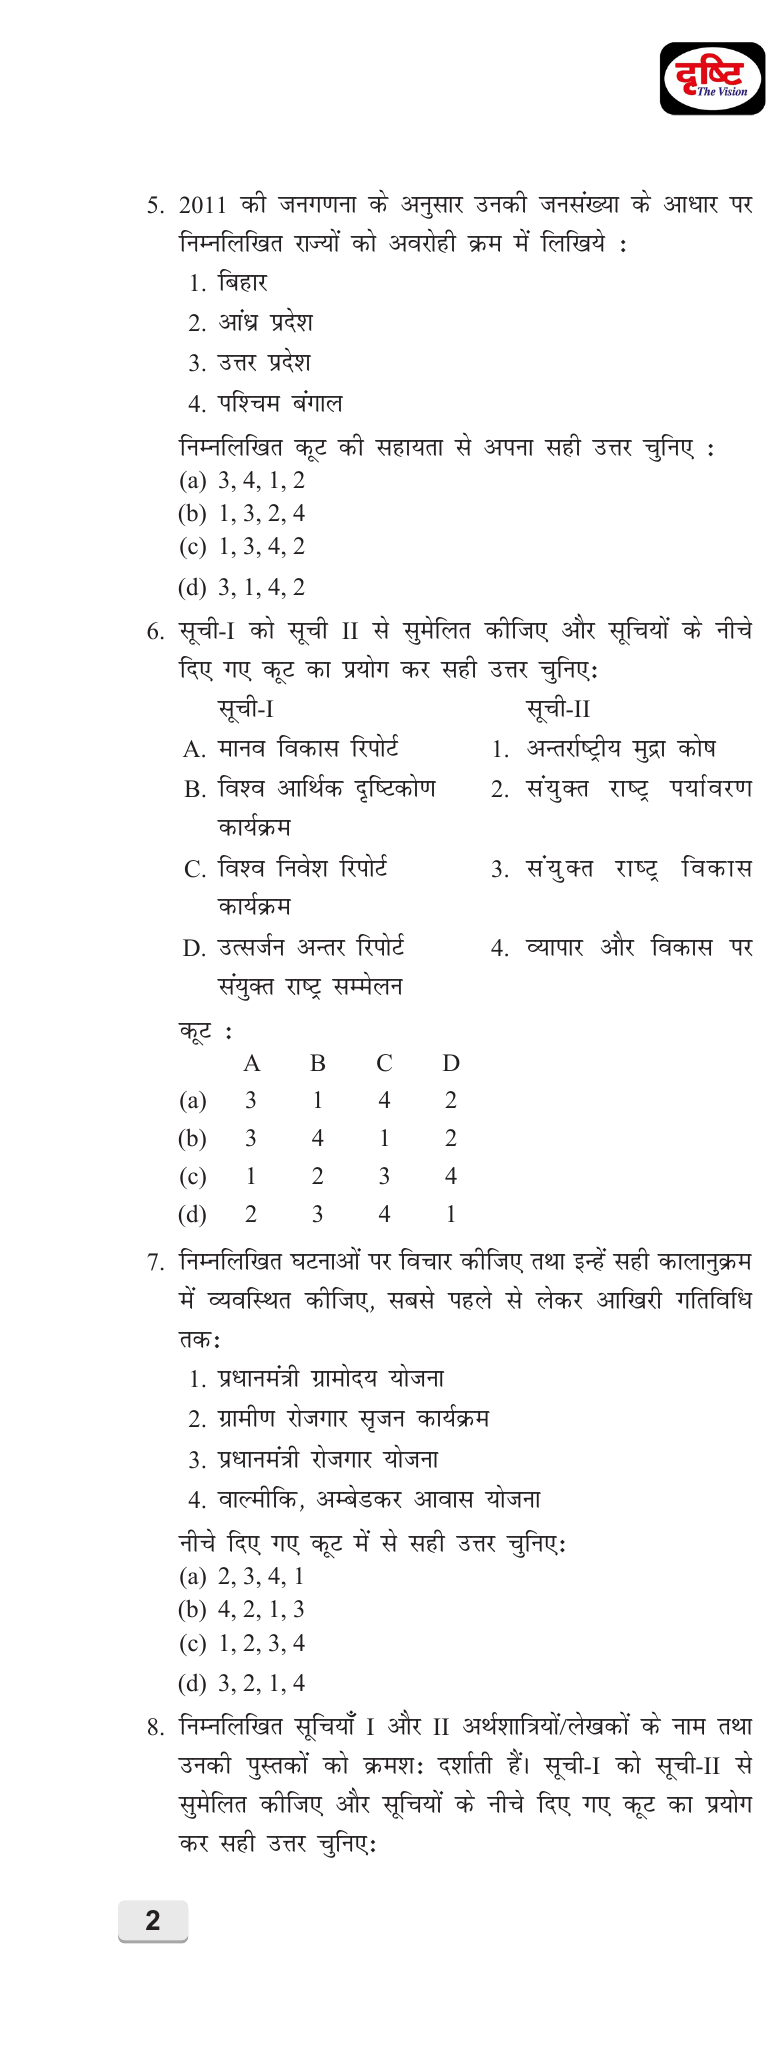 दृष्टि
The Vision
5. 2011 की जनगणना के अनुसार उनकी जनसंख्या के आधार पर
निम्नलिखित राज्यों को अवरोही क्रम में लिखिये :
1. बिहार
2. आंध्र प्रदेश
3. उत्तर प्रदेश
4. पश्चिम बंगाल
निम्नलिखित कूट की सहायता से अपना सही उत्तर चुनिए :
(a) 3, 4, 1, 2
(b) 1, 3, 2, 4
(c) 1, 3, 4, 2
(d) 3, 1, 4, 2
6. सूची-I को सूची II से सुमेलित कीजिए और सूचियों के नीचे
दिए गए कूट का प्रयोग कर सही उत्तर चुनिए:
सूची-I सूची-II
A. मानव विकास रिपोर्ट 1. अन्तर्राष्ट्रीय मुद्रा कोष
B. विश्व आर्थिक दृष्टिकोण 2. संयुक्त राष्ट्र पर्यावरण
कार्यक्रम
C. विश्व निवेश रिपोर्ट 3. संयुक्त राष्ट्र विकास
कार्यक्रम
D. उत्सर्जन अन्तर रिपोर्ट 4. व्यापार और विकास पर
संयुक्त राष्ट्र सम्मेलन
कूट :
A B C D
(a) 3 1 4 2
(b) 3 4 1 2
(c) 1 2 3 4
(d) 2 3 4 1
7. निम्नलिखित घटनाओं पर विचार कीजिए तथा इन्हें सही कालानुक्रम
में व्यवस्थित कीजिए, सबसे पहले से लेकर आखिरी गतिविधि
तक:
1. प्रधानमंत्री ग्रामोदय योजना
2. ग्रामीण रोजगार सृजन कार्यक्रम
3. प्रधानमंत्री रोजगार योजना
4. वाल्मीकि, अम्बेडकर आवास योजना
नीचे दिए गए कूट में से सही उत्तर चुनिए:
(a) 2, 3, 4, 1
(b) 4, 2, 1, 3
(c) 1, 2, 3, 4
(d) 3, 2, 1, 4
8. निम्नलिखित सूचियाँ I और II अर्थशात्रियों/लेखकों के नाम तथा
उनकी पुस्तकों को क्रमश: दर्शाती हैं। सूची-I को सूची-II से
सुमेलित कीजिए और सूचियों के नीचे दिए गए कूट का प्रयोग
कर सही उत्तर चुनिए:
2